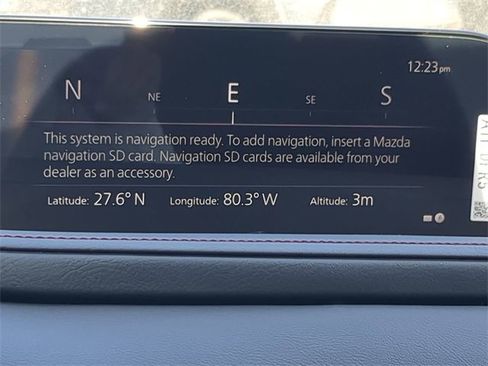 12:23pm
N NE E SE S
This system is navigation ready. To add navigation, insert a Mazda
navigation SD card. Navigation SD cards are available from your
dealer as an accessory.
Latitude: 27.6° N Longitude: 80.3° W Altitude: 3m